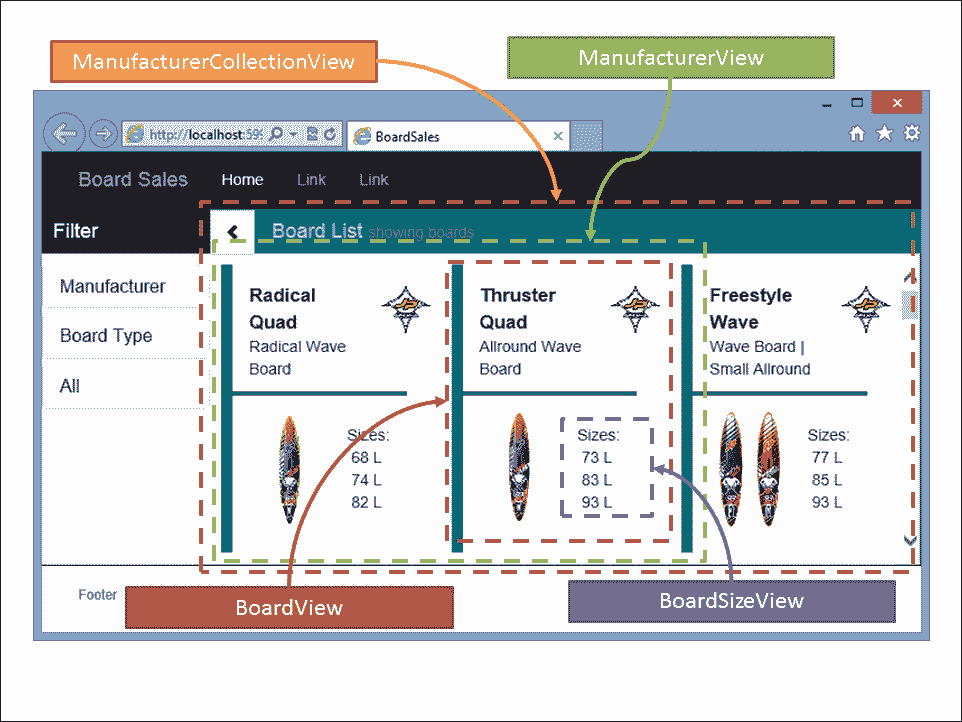 ManufacturerCollectionView
ManufacturerView
http://localhost:59
BoardSales
Board Sales
Home
Link
Link
Filter
Board List showing boards
Manufacturer
Board Type
All
Radical
Quad
Radical Wave
Board
Sizes:
68 L
74 L
82 L
Thruster
Quad
Allround Wave
Board
Sizes:
73 L
83 L
93 L
Freestyle
Wave
Wave Board |
Small Allround
Sizes:
77 L
85 L
93 L
Footer
BoardView
BoardSizeView